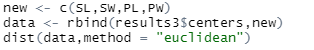 new <- c(SL,SW,PL,PW)
data <- rbind(results3$centers,new)
dist(data,method = "euclidean")